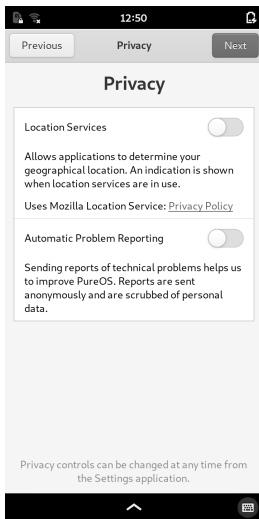 12:50
Previous Privacy Next
Privacy
Location Services
Allows applications to determine your
geographical location. An indication is shown
when location services are in use.
Uses Mozilla Location Service: Privacy Policy
Automatic Problem Reporting
Sending reports of technical problems helps us
to improve PureOS. Reports are sent
anonymously and are scrubbed of personal
data.
Privacy controls can be changed at any time from
the Settings application.